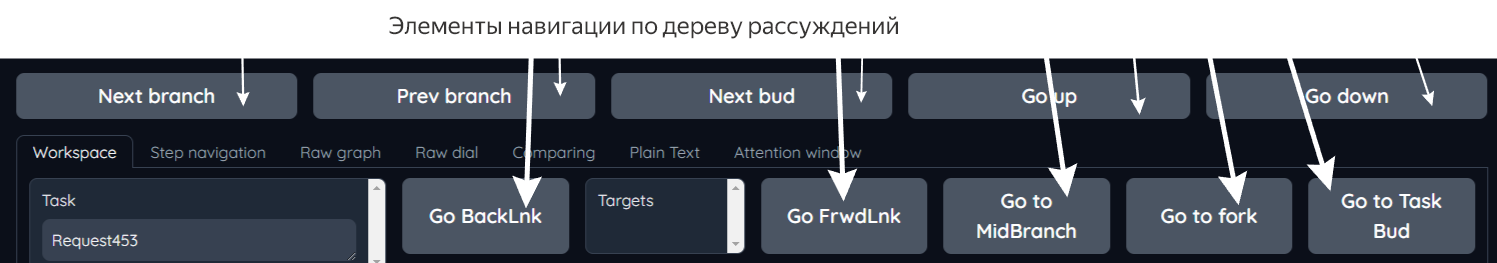 Элементы навигации по дереву рассуждений
Next branch Prev branch Next bud Go up Go down
Workspace Step navigation Raw graph Raw dial Comparing Plain Text Attention window
Task
Request453
Go BackLnk
Targets
Go FrwdLnk
Go to
MidBranch
Go to fork
Go to Task
Bud